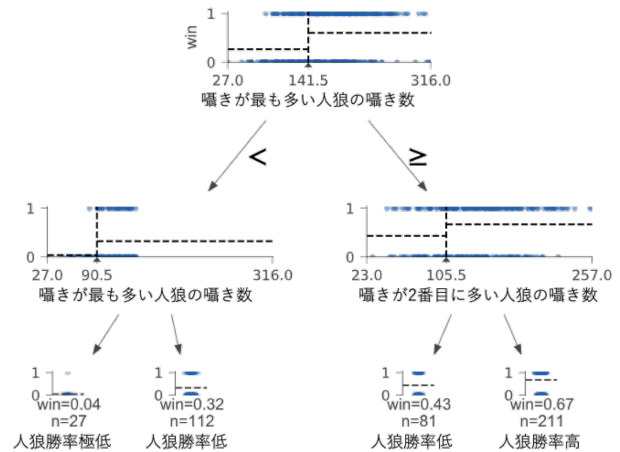 1
win
0
27.0 141.5 316.0
囁きが最も多い人狼の囁き数
< ≥
1 1
0 0
27.0 90.5 316.0 23.0 105.5 257.0
囁きが最も多い人狼の囁き数 囁きが2番目に多い人狼の囁き数
1 1 1 1
0 0 0 0
win=0.04 win=0.32 win=0.43 win=0.67
n=27 n=112 n=81 n=211
人狼勝率極低 人狼勝率低 人狼勝率低 人狼勝率高